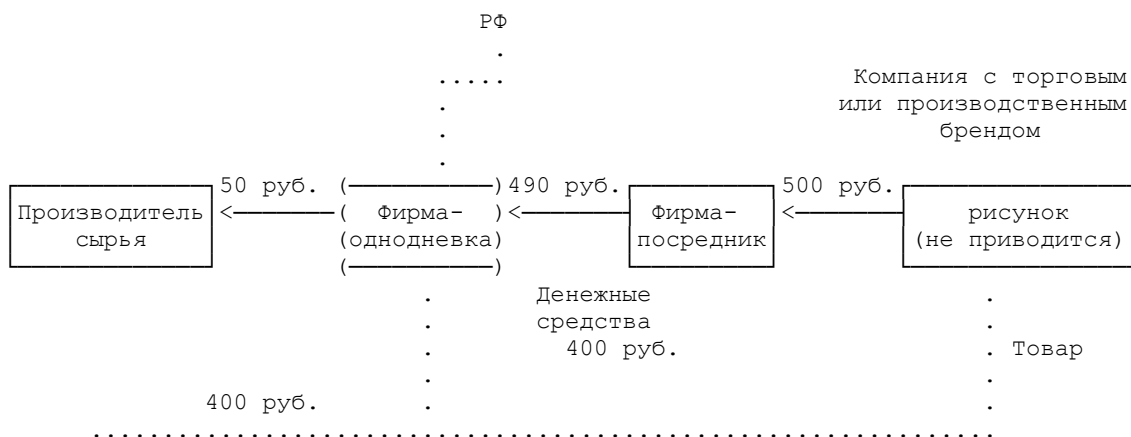 РФ
Компания с торговым
или производственным
брендом
50 руб.
490 руб.
500 руб.
Производитель
сырья
Фирма-
однодневка
Фирма-
посредник
рисунок
(не приводится)
Денежные
средства
400 руб.
Товар
400 руб.